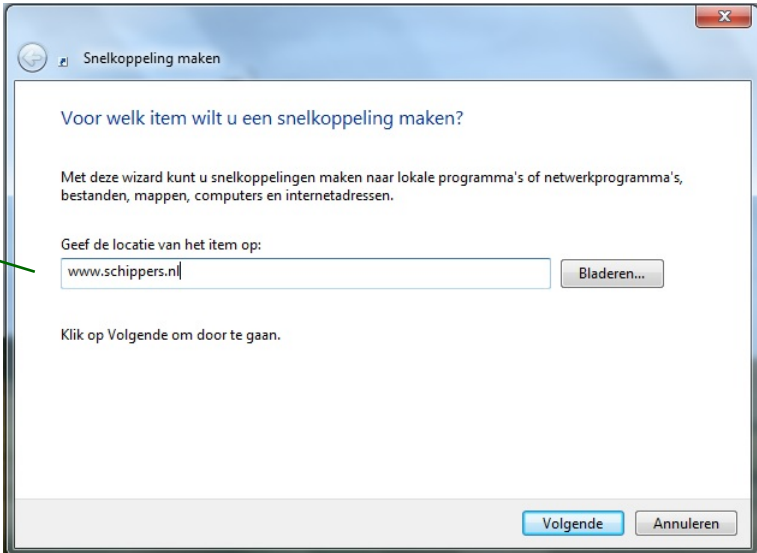 Snelkoppeling maken
Voor welk item wilt u een snelkoppeling maken?
Met deze wizard kunt u snelkoppelingen maken naar lokale programma's of netwerkprogramma's,
bestanden, mappen, computers en internetadressen.
Geef de locatie van het item op:
www.schippers.nl
Bladeren...
Klik op Volgende om door te gaan.
Volgende
Annuleren